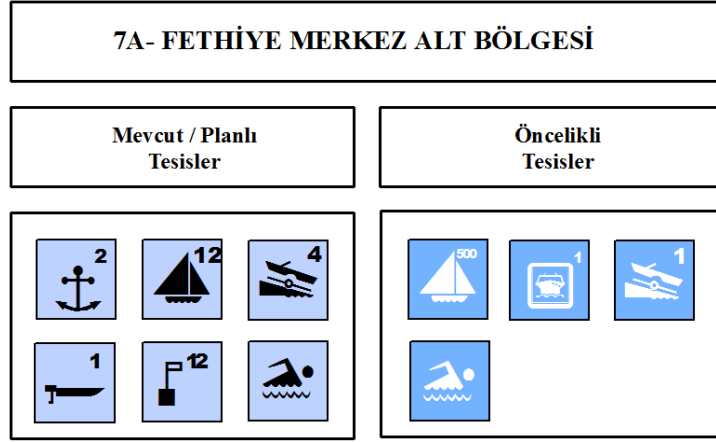 7A- FETHİYE MERKEZ ALT BÖLGESİ
Mevcut / Planlı
Tesisler
Öncelikli
Tesisler
2
12
4
500
1
1
1
12